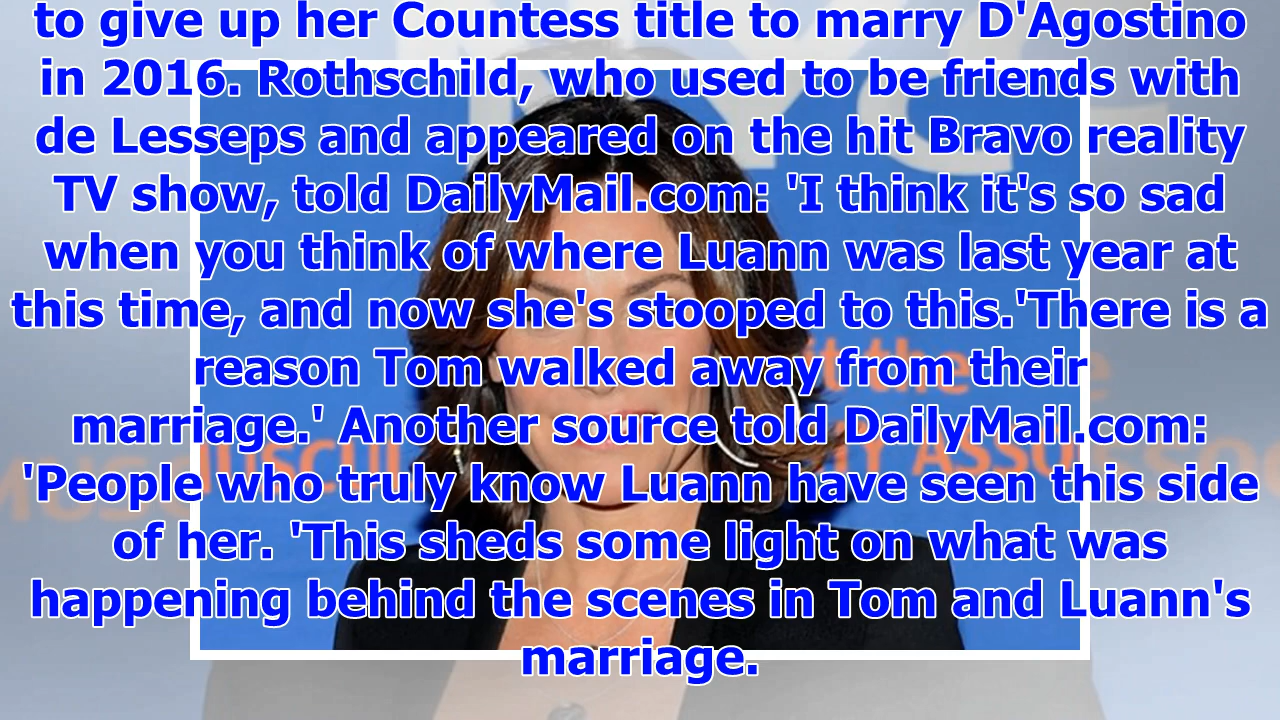 to give up her Countess title to marry D'Agostino
in 2016. Rothschild, who used to be friends with
de Lesseps and appeared on the hit Bravo reality
TV show, told DailyMail.com: 'I think it's so sad
when you think of where Luann was last year at
this time, and now she's stooped to this.'There is a
reason Tom walked away from their
marriage.' Another source told DailyMail.com:
'People who truly know Luann have seen this side
of her. 'This sheds some light on what was
happening behind the scenes in Tom and Luann's
marriage.